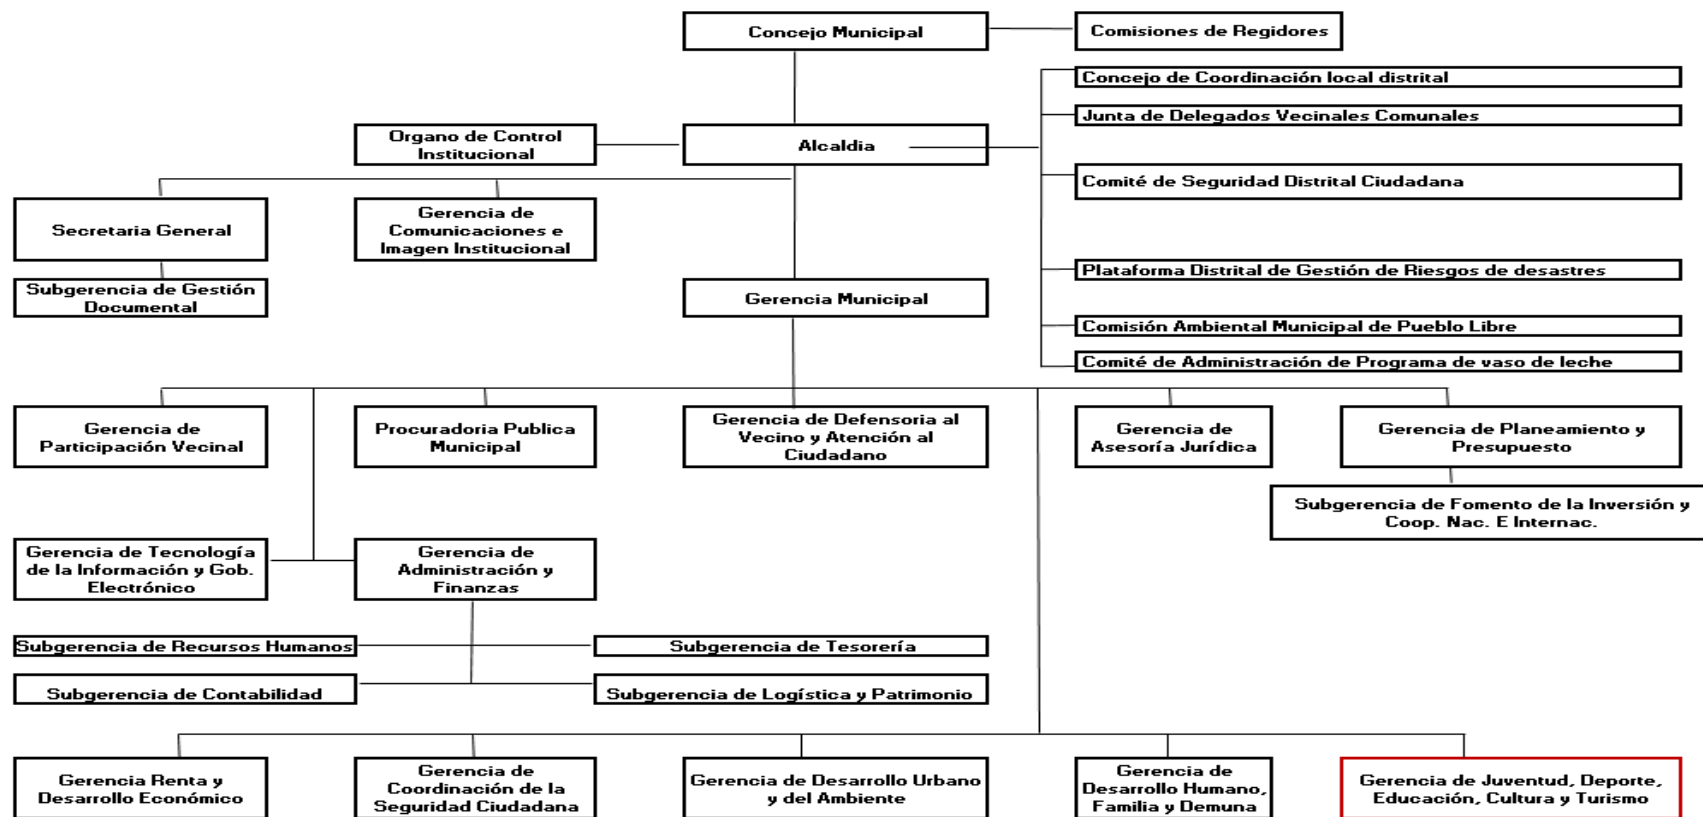 Concejo Municipal
Comisiones de Regidores
Concejo de Coordinación local distrital
Junta de Delegados Vecinales Comunales
Organo de Control
Institucional
Alcaldia
Comité de Seguridad Distrital Ciudadana
Secretaria General
Gerencia de
Comunicaciones e
Imagen Institucional
Plataforma Distrital de Gestión de Riesgos de desastres
Subgerencia de Gestión
Documental
Gerencia Municipal
Comisión Ambiental Municipal de Pueblo Libre
Comité de Administración de Programa de vaso de leche
Gerencia de
Participación Vecinal
Procuradoria Publica
Municipal
Gerencia de Defensoria al
Vecino y Atención al
Ciudadano
Gerencia de
Asesoría Jurídica
Gerencia de Planeamiento y
Presupuesto
Subgerencia de Fomento de la Inversión y
Coop. Nac. E Internac.
Gerencia de Tecnología
de la Información y Gob.
Electrónico
Gerencia de
Administración y
Finanzas
Subgerencia de Recursos Humanos
Subgerencia de Tesorería
Subgerencia de Contabilidad
Subgerencia de Logística y Patrimonio
Gerencia Renta y
Desarrollo Económico
Gerencia de
Coordinación de la
Seguridad Ciudadana
Gerencia de Desarrollo Urbano
y del Ambiente
Gerencia de
Desarrollo Humano,
Familia y Demuna
Gerencia de Juventud, Deporte,
Educación, Cultura y Turismo